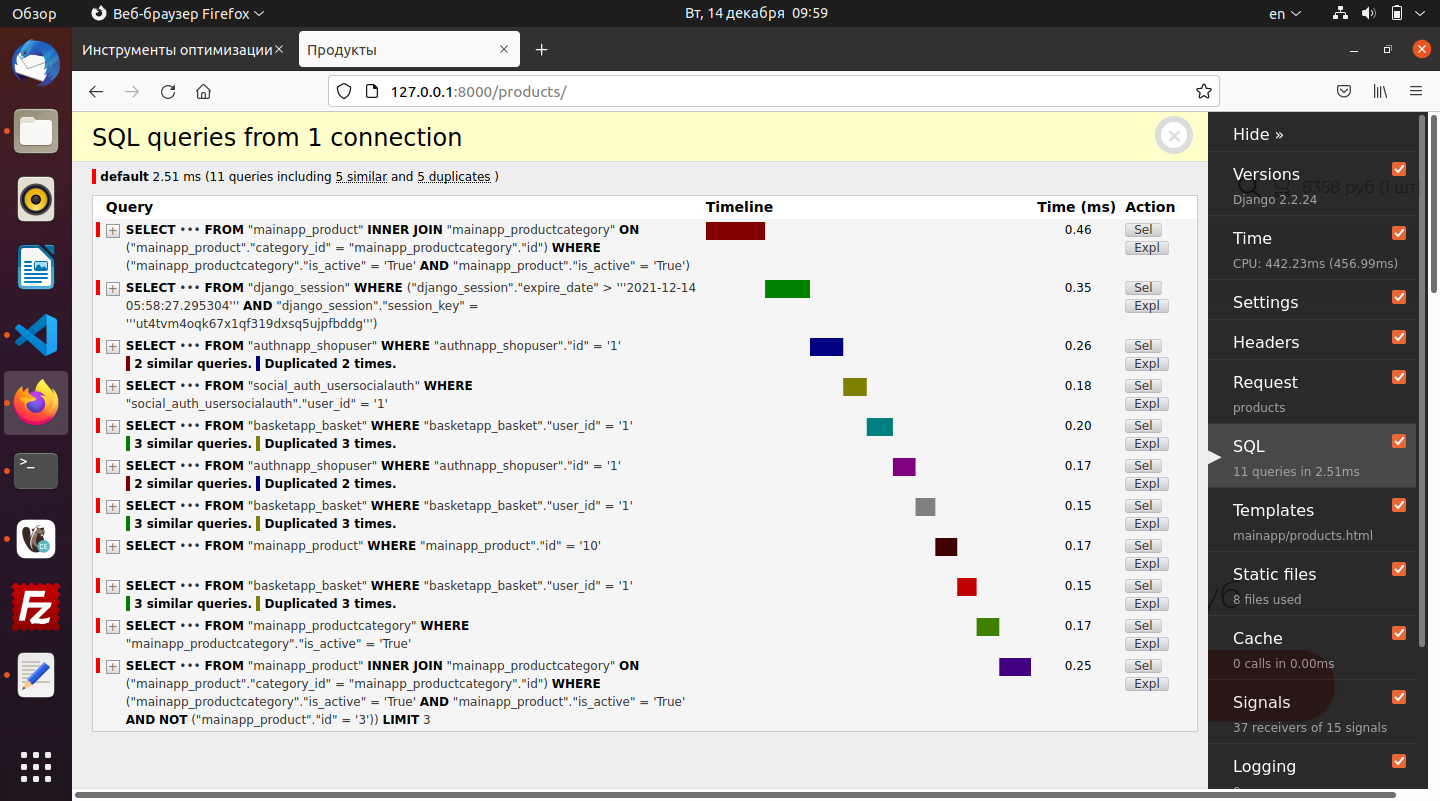 Обзор
Веб-браузер Firefox
Вт, 14 декабря 09:59
en
Инструменты оптимизации
Продукты
127.0.0.1:8000/products/
SQL queries from 1 connection
default 2.51 ms (11 queries including 5 similar and 5 duplicates )
Query Timeline Time (ms) Action
SELECT ••• FROM "mainapp_product" INNER JOIN "mainapp_productcategory" ON 0.46 Sel
("mainapp_product"."category_id" = "mainapp_productcategory"."id") WHERE Expl
("mainapp_productcategory"."is_active" = 'True' AND "mainapp_product"."is_active" = 'True')
SELECT ••• FROM "django_session" WHERE ("django_session"."expire_date" > '''2021-12-14 0.35 Sel
05:58:27.295304''' AND "django_session"."session_key" = Expl
'''ut4tvm4oqk67x1qf319dxsq5ujpfbddg''')
SELECT ••• FROM "authnapp_shopuser" WHERE "authnapp_shopuser"."id" = '1' 0.26 Sel
2 similar queries. Duplicated 2 times. Expl
SELECT ••• FROM "social_auth_usersocialauth" WHERE 0.18 Sel
"social_auth_usersocialauth"."user_id" = '1' Expl
SELECT ••• FROM "basketapp_basket" WHERE "basketapp_basket"."user_id" = '1' 0.20 Sel
3 similar queries. Duplicated 3 times. Expl
SELECT ••• FROM "authnapp_shopuser" WHERE "authnapp_shopuser"."id" = '1' 0.17 Sel
2 similar queries. Duplicated 2 times. Expl
SELECT ••• FROM "basketapp_basket" WHERE "basketapp_basket"."user_id" = '1' 0.15 Sel
3 similar queries. Duplicated 3 times. Expl
SELECT ••• FROM "mainapp_product" WHERE "mainapp_product"."id" = '10' 0.17 Sel
Expl
SELECT ••• FROM "basketapp_basket" WHERE "basketapp_basket"."user_id" = '1' 0.15 Sel
3 similar queries. Duplicated 3 times. Expl
SELECT ••• FROM "mainapp_productcategory" WHERE 0.17 Sel
"mainapp_productcategory"."is_active" = 'True' Expl
SELECT ••• FROM "mainapp_product" INNER JOIN "mainapp_productcategory" ON 0.25 Sel
("mainapp_product"."category_id" = "mainapp_productcategory"."id") WHERE Expl
("mainapp_productcategory"."is_active" = 'True' AND "mainapp_product"."is_active" = 'True'
AND NOT ("mainapp_product"."id" = '3')) LIMIT 3
Hide »
Versions
Django 2.2.24
8358 руб (1 шт
Time
CPU: 442.23ms (456.99ms)
Settings
Headers
Request
products
SQL
11 queries in 2.51ms
Templates
mainapp/products.html
Static files
8 files used
Cache
0 calls in 0.00ms
Signals
37 receivers of 15 signals
Logging
>_
Fz
CE